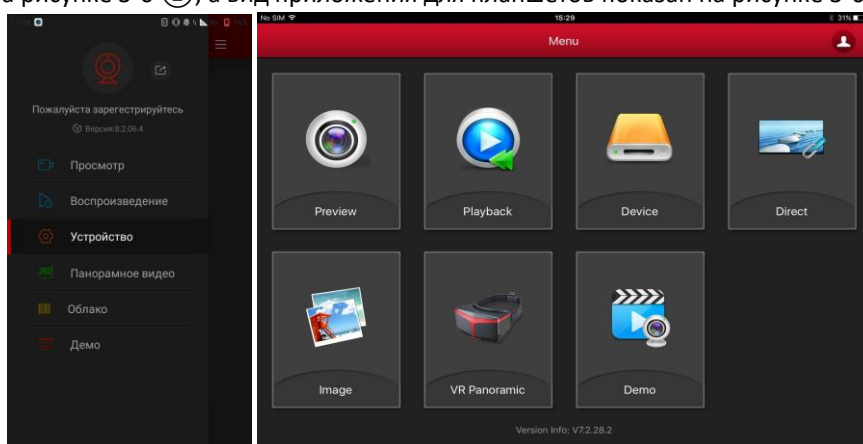 а рисунке 3-6 ②, а вид приложения для планшетов показан на рисунке 3-6
Пожалуйста зарегестрируйтесь
Версия:8.2.06.4
Просмотр
Воспроизведение
Устройство
Панорамное видео
Облако
Демо
No SIM
15:29
31%
Menu
Preview
Playback
Device
Direct
Image
VR Panoramic
Demo
Version Info: V7.2.28.2